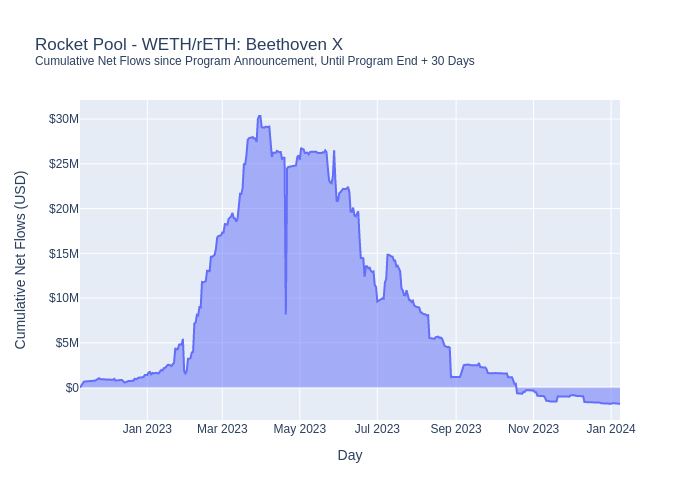 Rocket Pool - WETH/rETH: Beethoven X
Cumulative Net Flows since Program Announcement, Until Program End + 30 Days
Cumulative Net Flows (USD)
$30M
$25M
$20M
$15M
$10M
$5M
$0
Jan 2023
Mar 2023
May 2023
Jul 2023
Sep 2023
Nov 2023
Jan 2024
Day